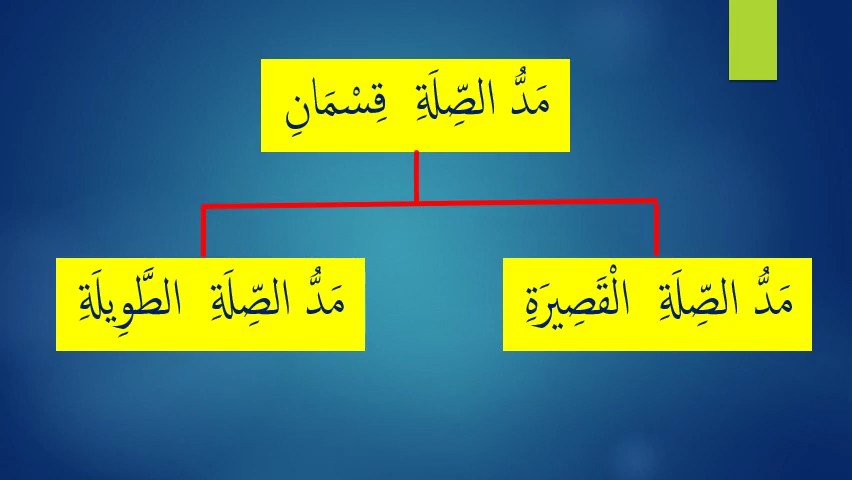 مَدُّ الصِّلَةِ قِسْمَانِ
مَدُّ الصِّلَةِ الْقَصِيرَةِ
مَدُّ الصِّلَةِ الطَّوِيلَةِ